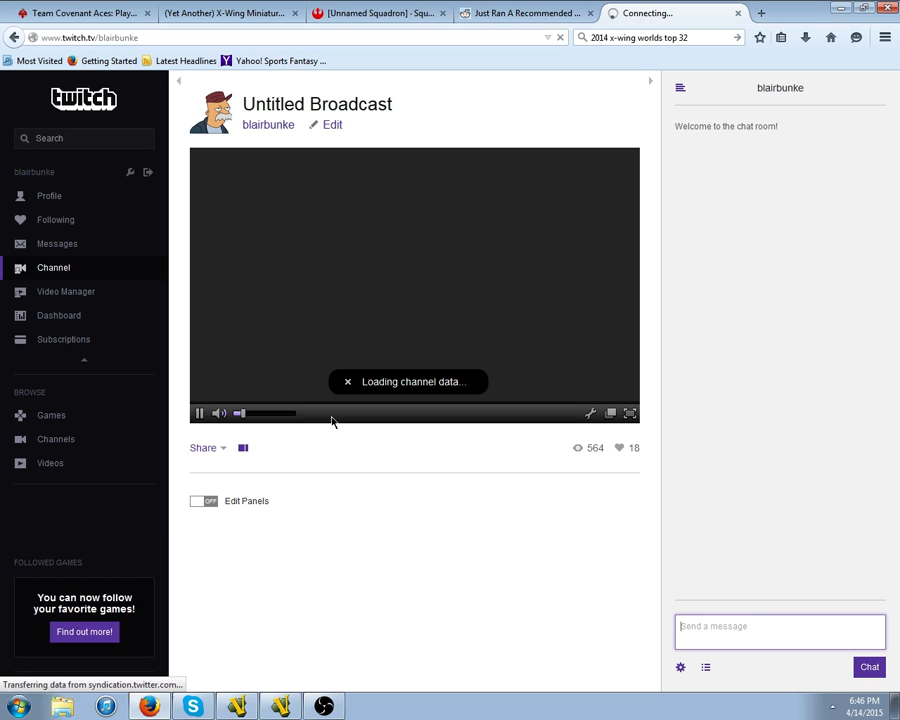 Team Covenant Aces: Play...
(Yet Another) X-Wing Miniatur...
[Unnamed Squadron] - Squ...
Just Ran A Recommended ...
Connecting...
www.twitch.tv/blairbunke
2014 x-wing worlds top 32
Most Visited
Getting Started
Latest Headlines
Yahoo! Sports Fantasy ...
twitch
Search
blairbunke
Profile
Following
Messages
Channel
Video Manager
Dashboard
Subscriptions
BROWSE
Games
Channels
Videos
FOLLOWED GAMES
You can now follow
your favorite games!
Find out more!
Transferring data from syndication.twitter.com...
Untitled Broadcast
blairbunke
Edit
Loading channel data...
Share
564
18
OFF
Edit Panels
blairbunke
Welcome to the chat room!
Send a message
Chat
6:46 PM
4/14/2015